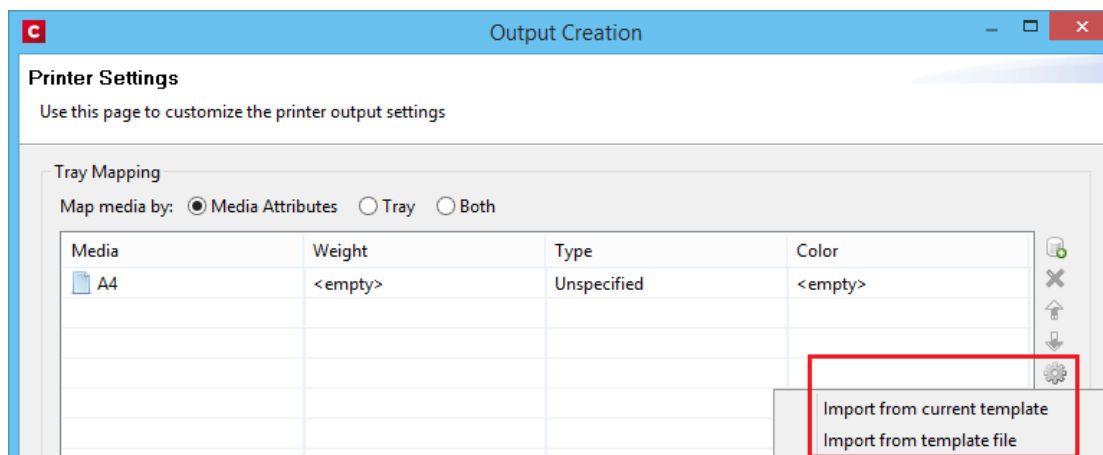 C Output Creation
Printer Settings
Use this page to customize the printer output settings
Tray Mapping
Map media by: Media Attributes Tray Both
Media Weight Type Color
A4 <empty> Unspecified <empty>
Import from current template
Import from template file